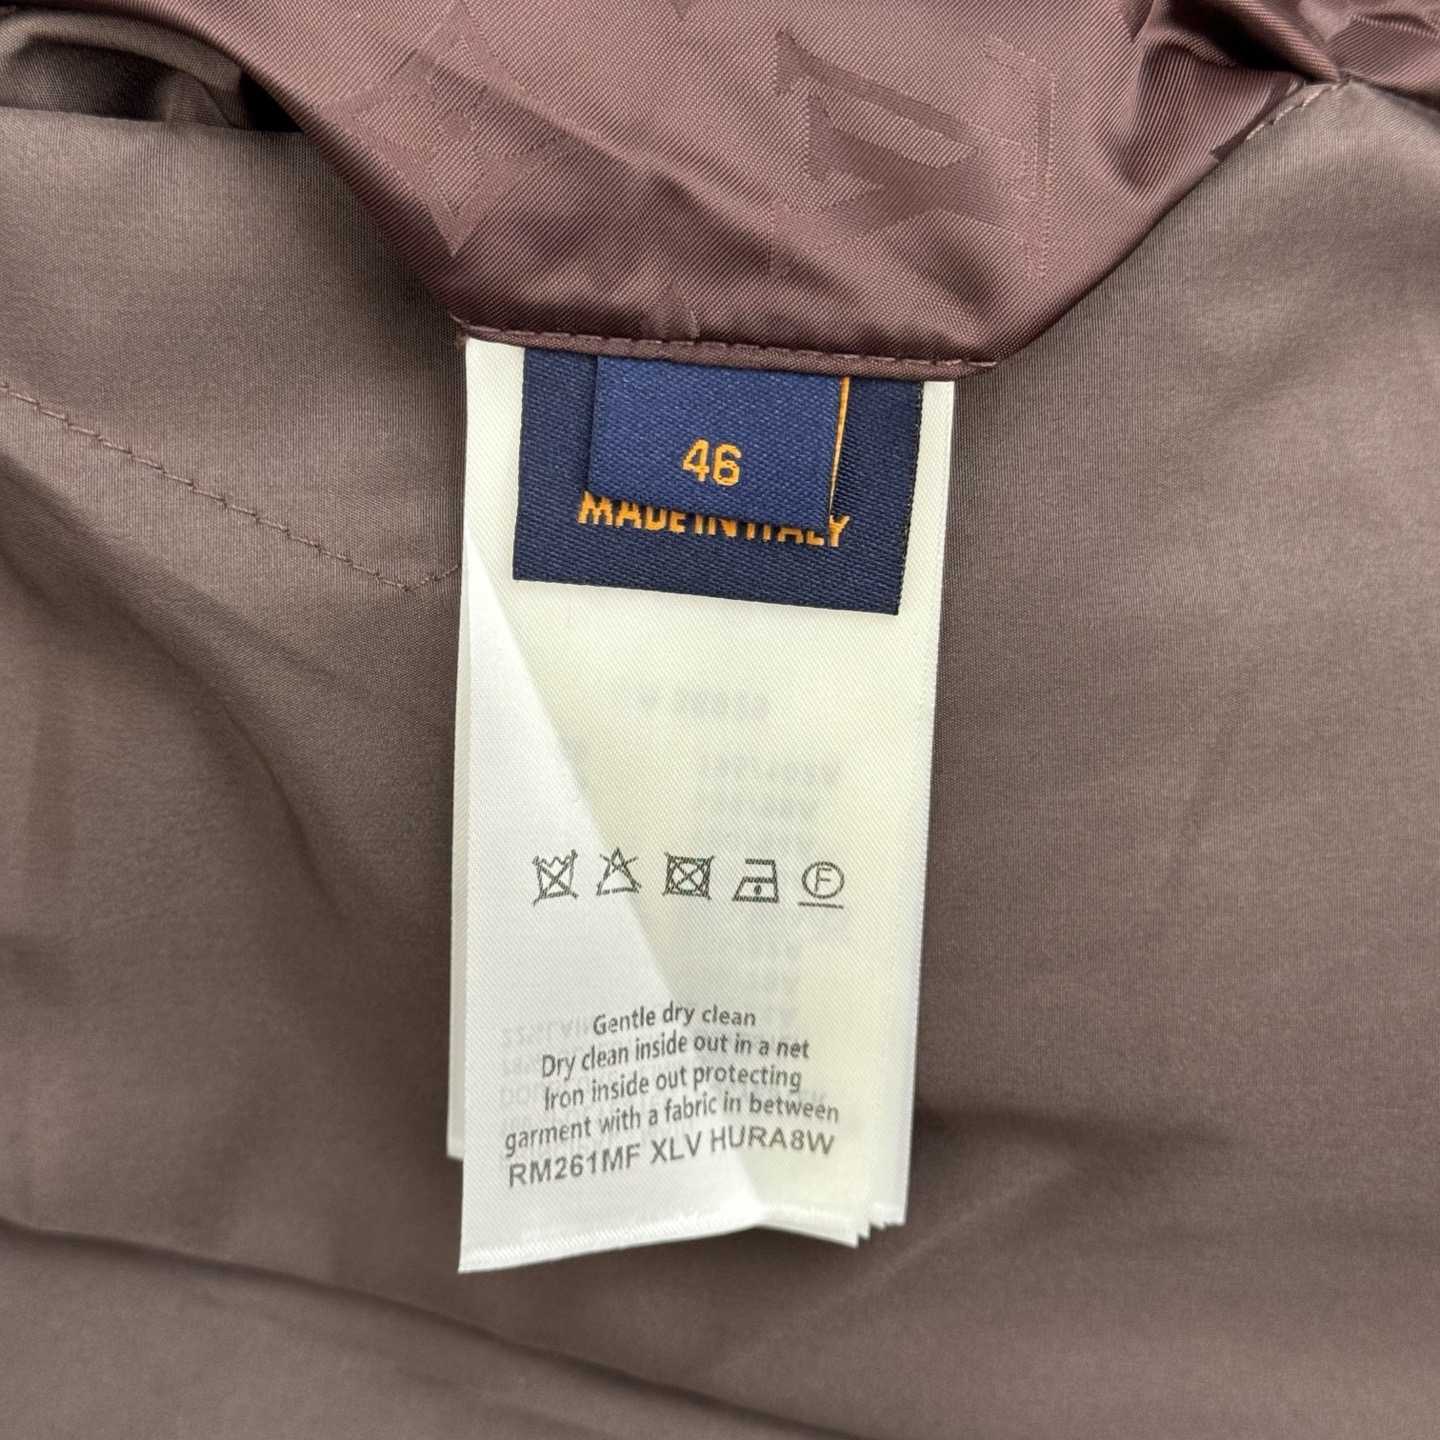 46
MADE IN ITALY
F
Gentle dry clean
Dry clean inside out in a net
Iron inside out protecting
garment with a fabric in between
RM261MF XLV HURA8W